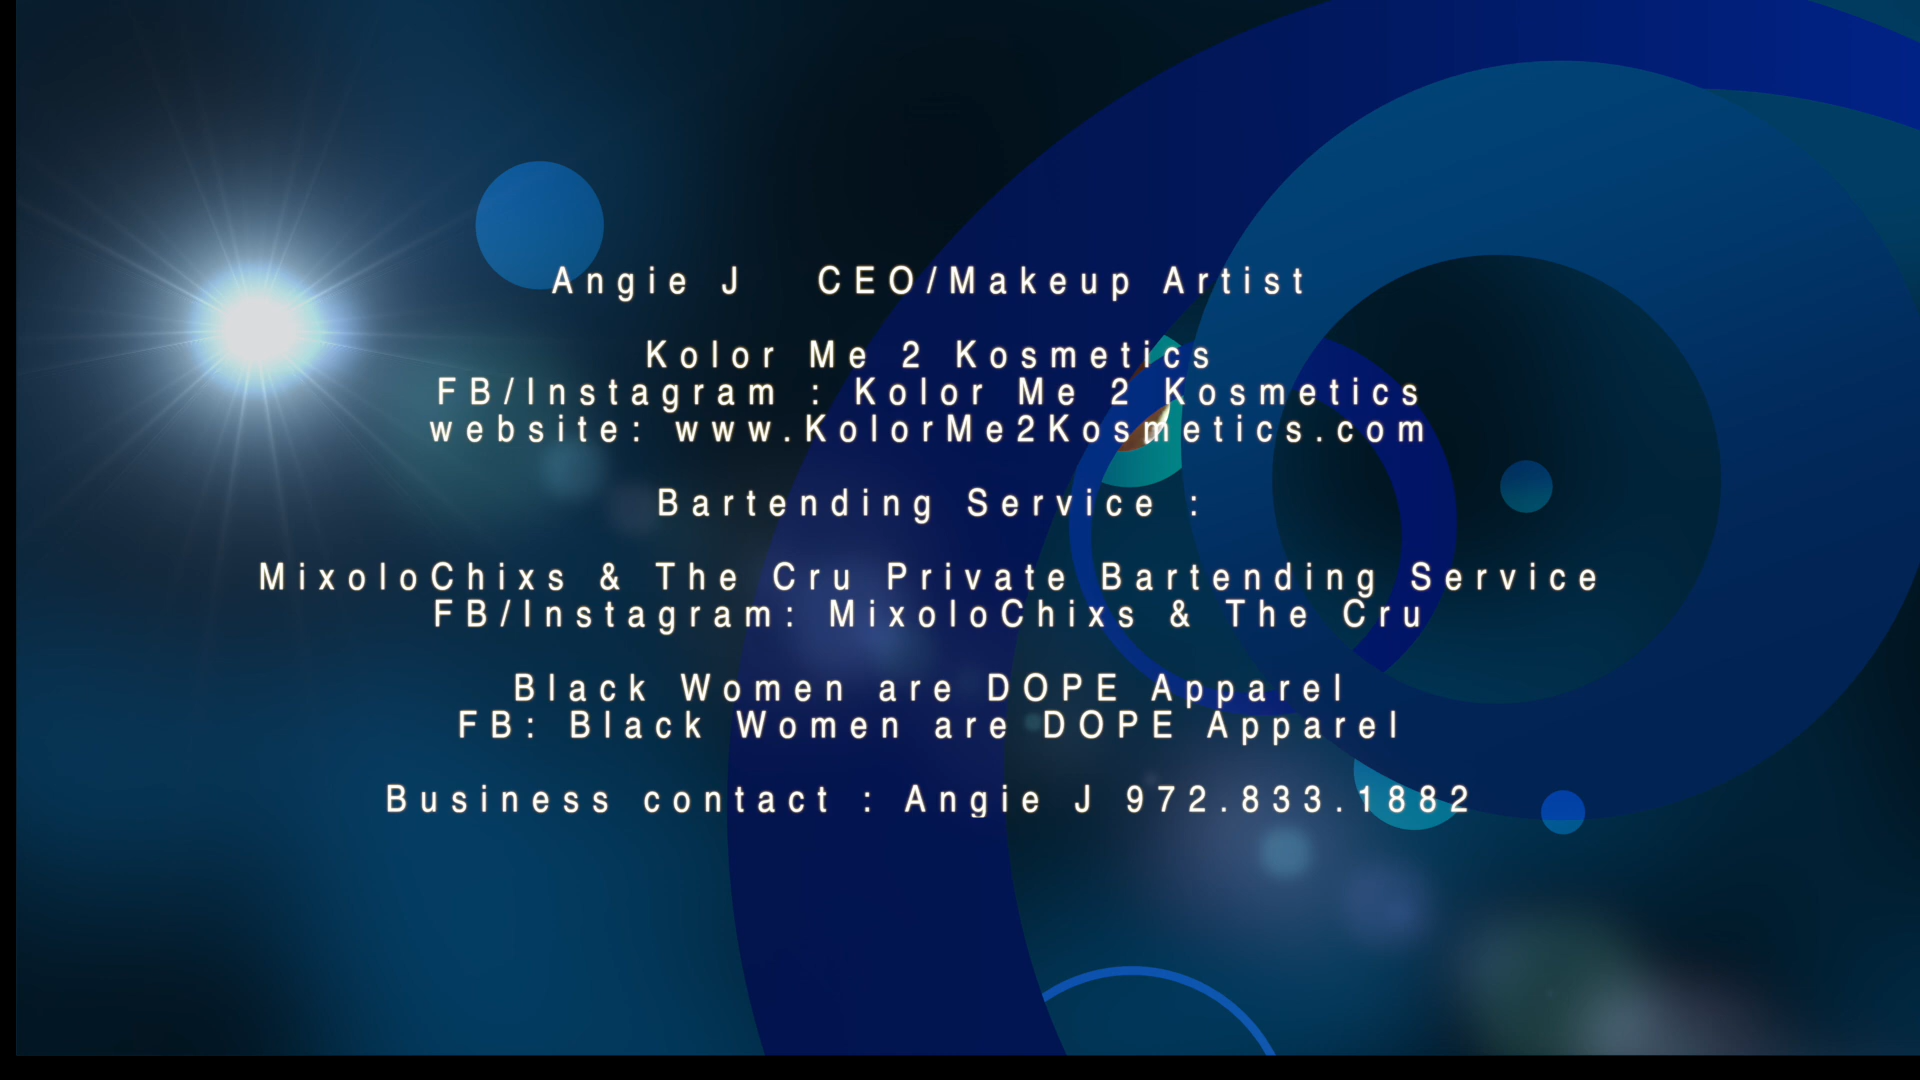 Angie J CEO/Makeup Artist
Kolor Me 2 Kosmetics
FB/Instagram : Kolor Me 2 Kosmetics
website: www.KolorMe2Kosmetics.com
Bartending Service :
MixoloChixs & The Cru Private Bartending Service
FB/Instagram: MixoloChixs & The Cru
Black Women are DOPE Apparel
FB: Black Women are DOPE Apparel
Business contact : Angie J 972.833.1882